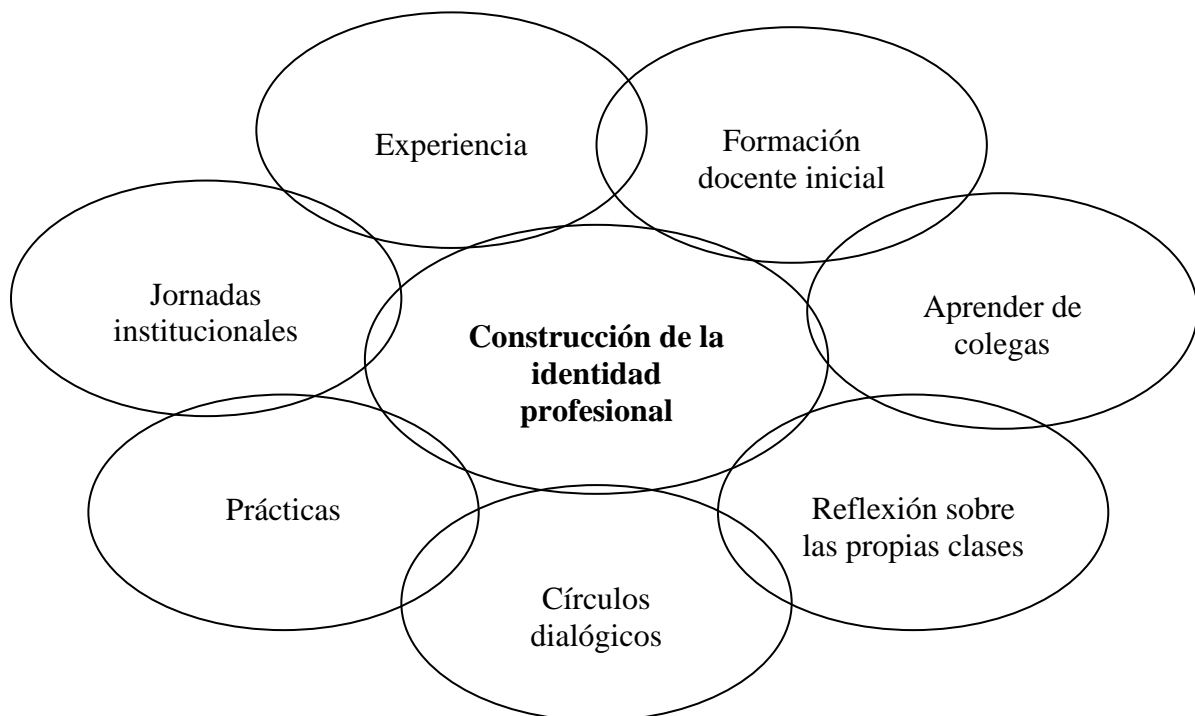 Experiencia
Formación
docente inicial
Jornadas
institucionales
Aprender de
colegas
Construcción de la
identidad
profesional
Prácticas
Reflexión sobre
las propias clases
Círculos
dialógicos